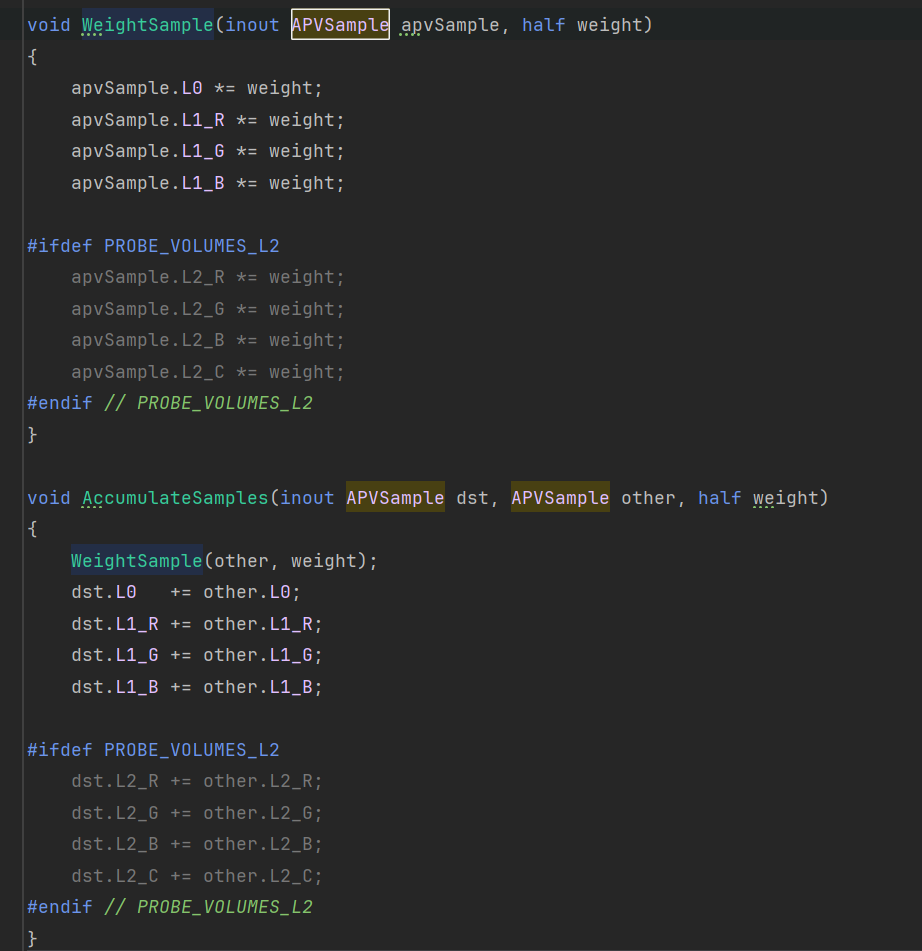 void WeightSample(inout APVSample apvSample, half weight)
{
    apvSample.L0 *= weight;
    apvSample.L1_R *= weight;
    apvSample.L1_G *= weight;
    apvSample.L1_B *= weight;

#ifdef PROBE_VOLUMES_L2
    apvSample.L2_R *= weight;
    apvSample.L2_G *= weight;
    apvSample.L2_B *= weight;
    apvSample.L2_C *= weight;
#endif // PROBE_VOLUMES_L2
}

void AccumulateSamples(inout APVSample dst, APVSample other, half weight)
{
    WeightSample(other, weight);
    dst.L0   += other.L0;
    dst.L1_R += other.L1_R;
    dst.L1_G += other.L1_G;
    dst.L1_B += other.L1_B;

#ifdef PROBE_VOLUMES_L2
    dst.L2_R += other.L2_R;
    dst.L2_G += other.L2_G;
    dst.L2_B += other.L2_B;
    dst.L2_C += other.L2_C;
#endif // PROBE_VOLUMES_L2
}